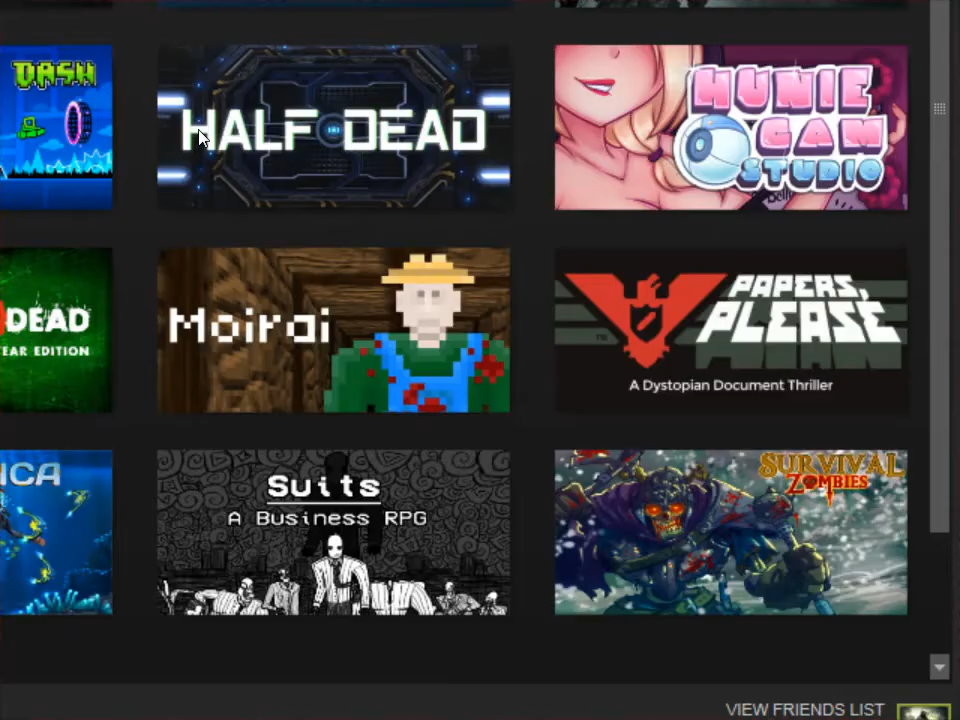 DASH
HALF DEAD
HUNIE
CAM
STUDIO
DEAD
EAR EDITION
Moirai
PAPERS,
PLEASE
TM
A Dystopian Document Thriller
ICA
Suits
A Business RPG
SURVIVAL
ZOMBIES
VIEW FRIENDS LIST